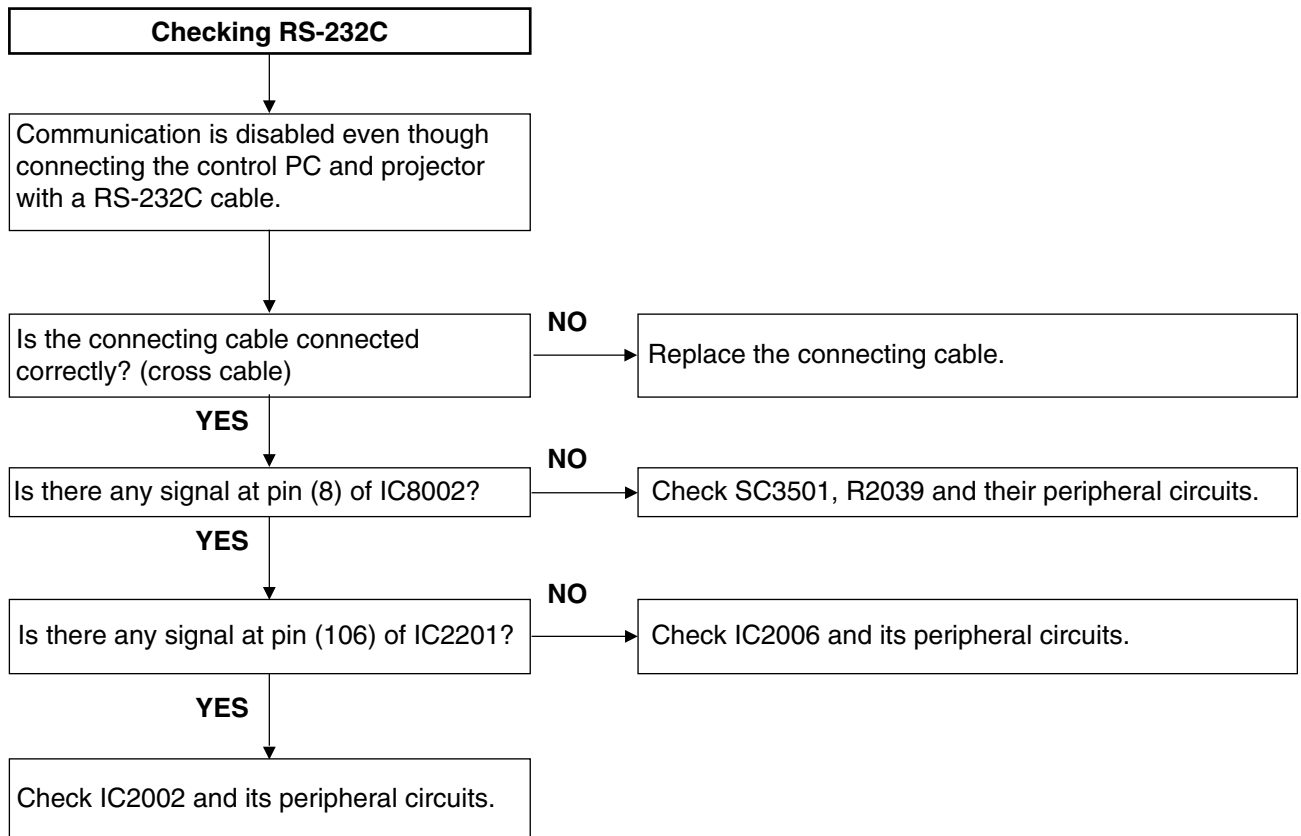 Checking RS-232C
Communication is disabled even though
connecting the control PC and projector
with a RS-232C cable.
Is the connecting cable connected
correctly? (cross cable)
NO
Replace the connecting cable.
YES
Is there any signal at pin (8) of IC8002?
NO
Check SC3501, R2039 and their peripheral circuits.
YES
Is there any signal at pin (106) of IC2201?
NO
Check IC2006 and its peripheral circuits.
YES
Check IC2002 and its peripheral circuits.